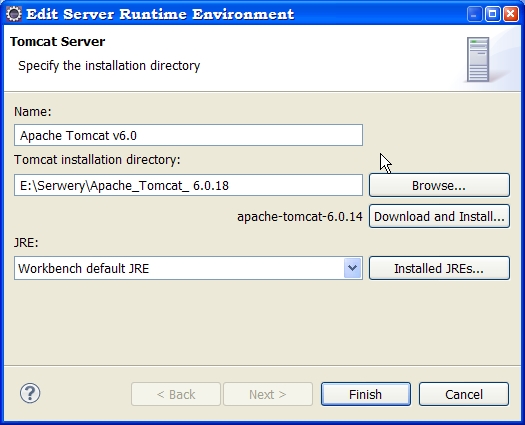 Edit Server Runtime Environment
Tomcat Server
Specify the installation directory
Name:
Apache Tomcat v6.0
Tomcat installation directory:
E:\Serwery\Apache_Tomcat_ 6.0.18
Browse...
apache-tomcat-6.0.14
Download and Install...
JRE:
Workbench default JRE
Installed JREs...
?
< Back
Next >
Finish
Cancel